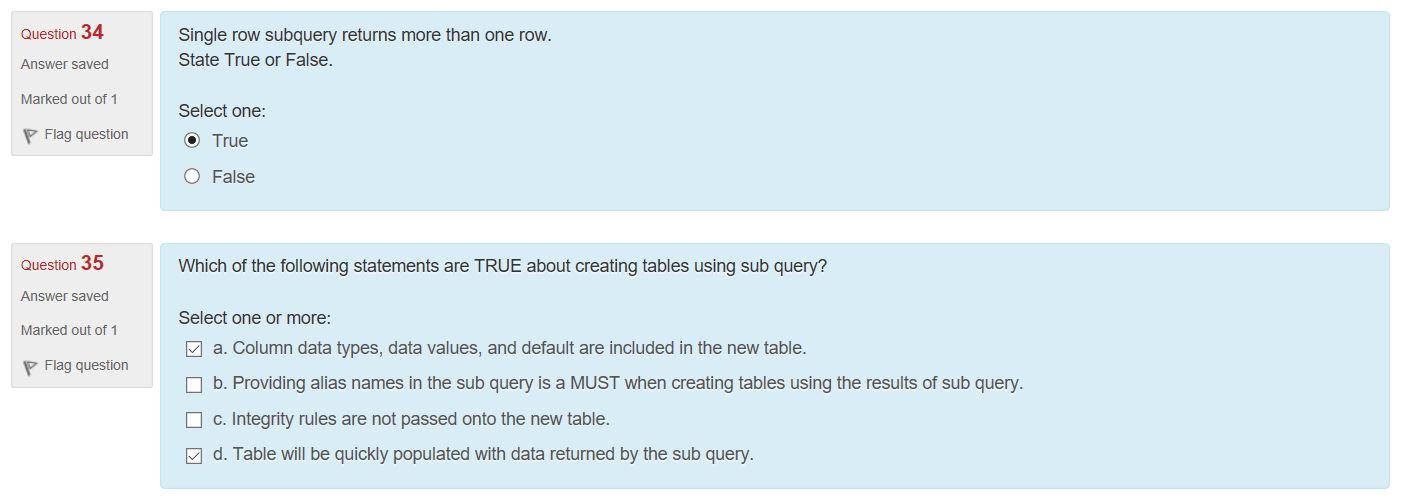 Question 34
Answer saved
Marked out of 1
Flag question
Single row subquery returns more than one row.
State True or False.
Select one:
True
False
Question 35
Answer saved
Marked out of 1
Flag question
Which of the following statements are TRUE about creating tables using sub query?
Select one or more:
a. Column data types, data values, and default are included in the new table.
b. Providing alias names in the sub query is a MUST when creating tables using the results of sub query.
c. Integrity rules are not passed onto the new table.
d. Table will be quickly populated with data returned by the sub query.